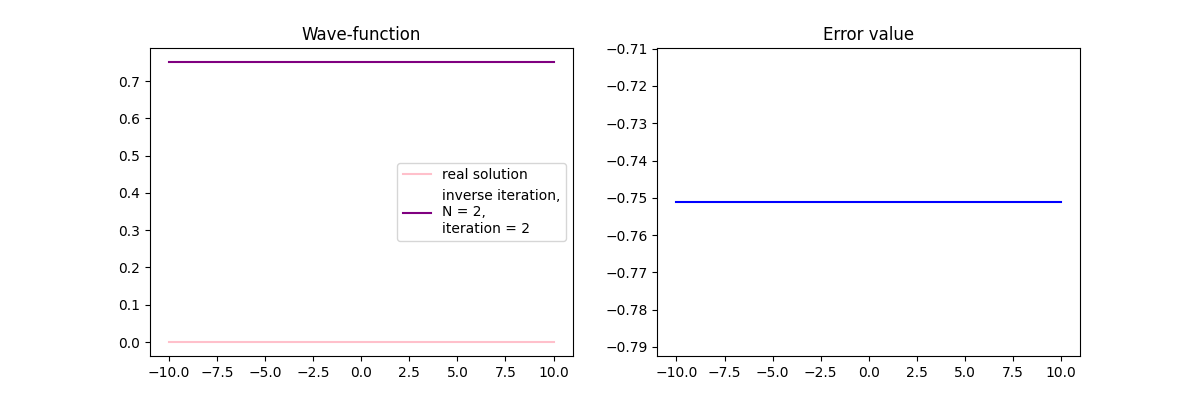 Wave-function
0.7
0.6
0.5
0.4
0.3
0.2
0.1
0.0
−10.0 −7.5 −5.0 −2.5 0.0 2.5 5.0 7.5 10.0
real solution
inverse iteration,
N = 2,
iteration = 2
Error value
−0.71
−0.72
−0.73
−0.74
−0.75
−0.76
−0.77
−0.78
−0.79
−10.0 −7.5 −5.0 −2.5 0.0 2.5 5.0 7.5 10.0